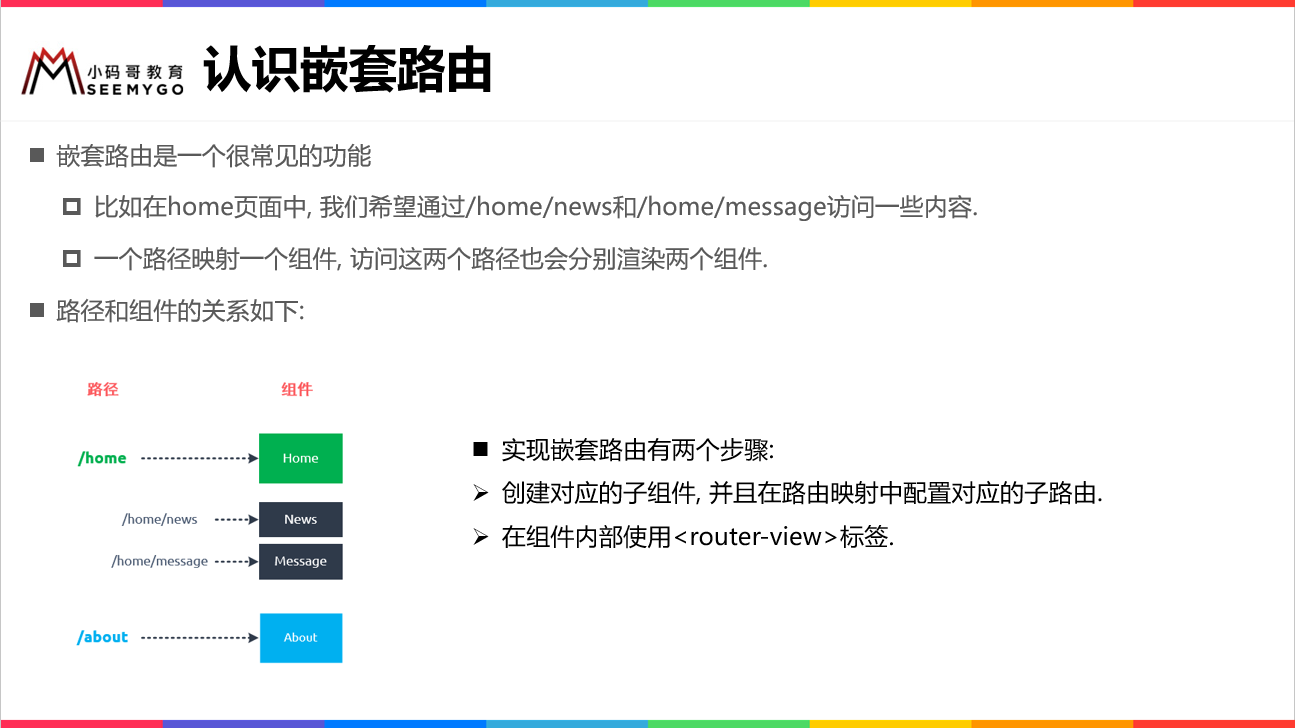 小码哥教育
SEEMYGO
认识嵌套路由
嵌套路由是一个很常见的功能
比如在home页面中, 我们希望通过/home/news和/home/message访问一些内容.
一个路径映射一个组件, 访问这两个路径也会分别渲染两个组件.
路径和组件的关系如下:
路径 组件
/home Home
/home/news News
/home/message Message
/about About
实现嵌套路由有两个步骤:
创建对应的子组件, 并且在路由映射中配置对应的子路由.
在组件内部使用<router-view>标签.